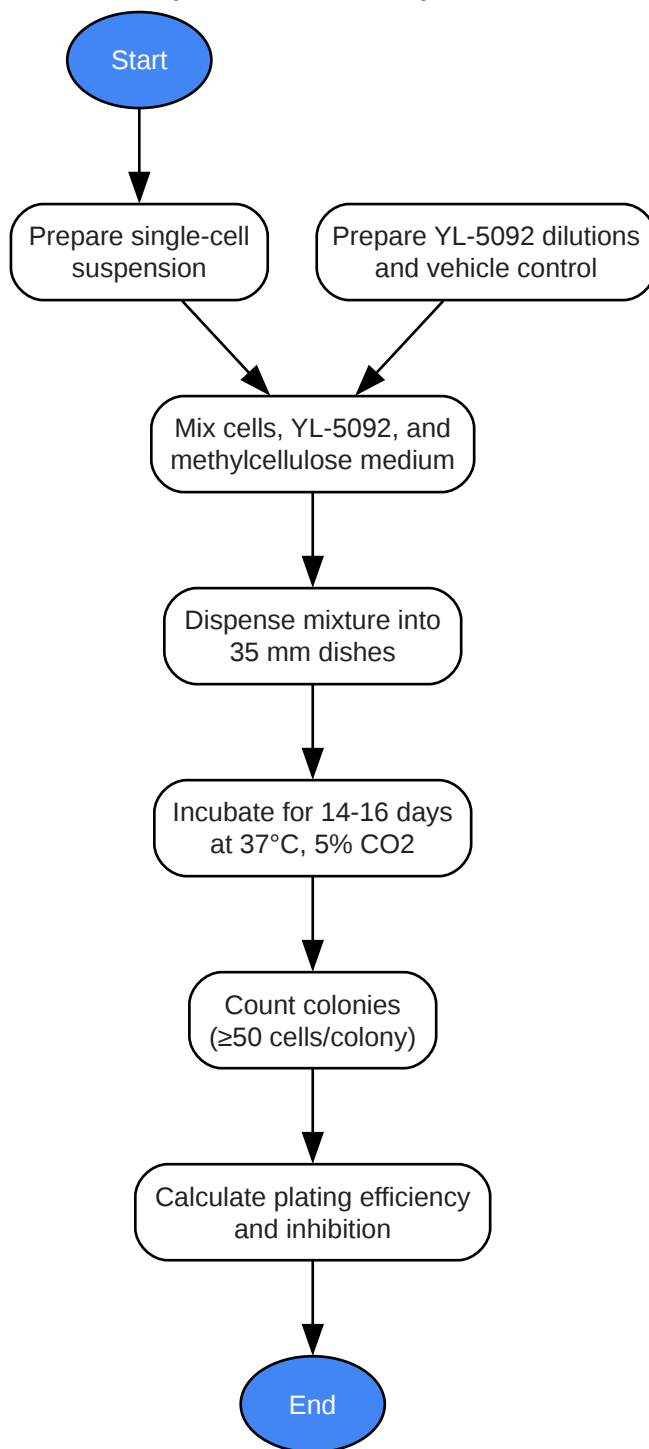 Start
Prepare single-cell
suspension
Prepare YL-5092 dilutions
and vehicle control
Mix cells, YL-5092, and
methylcellulose medium
Dispense mixture into
35 mm dishes
Incubate for 14-16 days
at 37°C, 5% CO2
Count colonies
(≥50 cells/colony)
Calculate plating efficiency
and inhibition
End